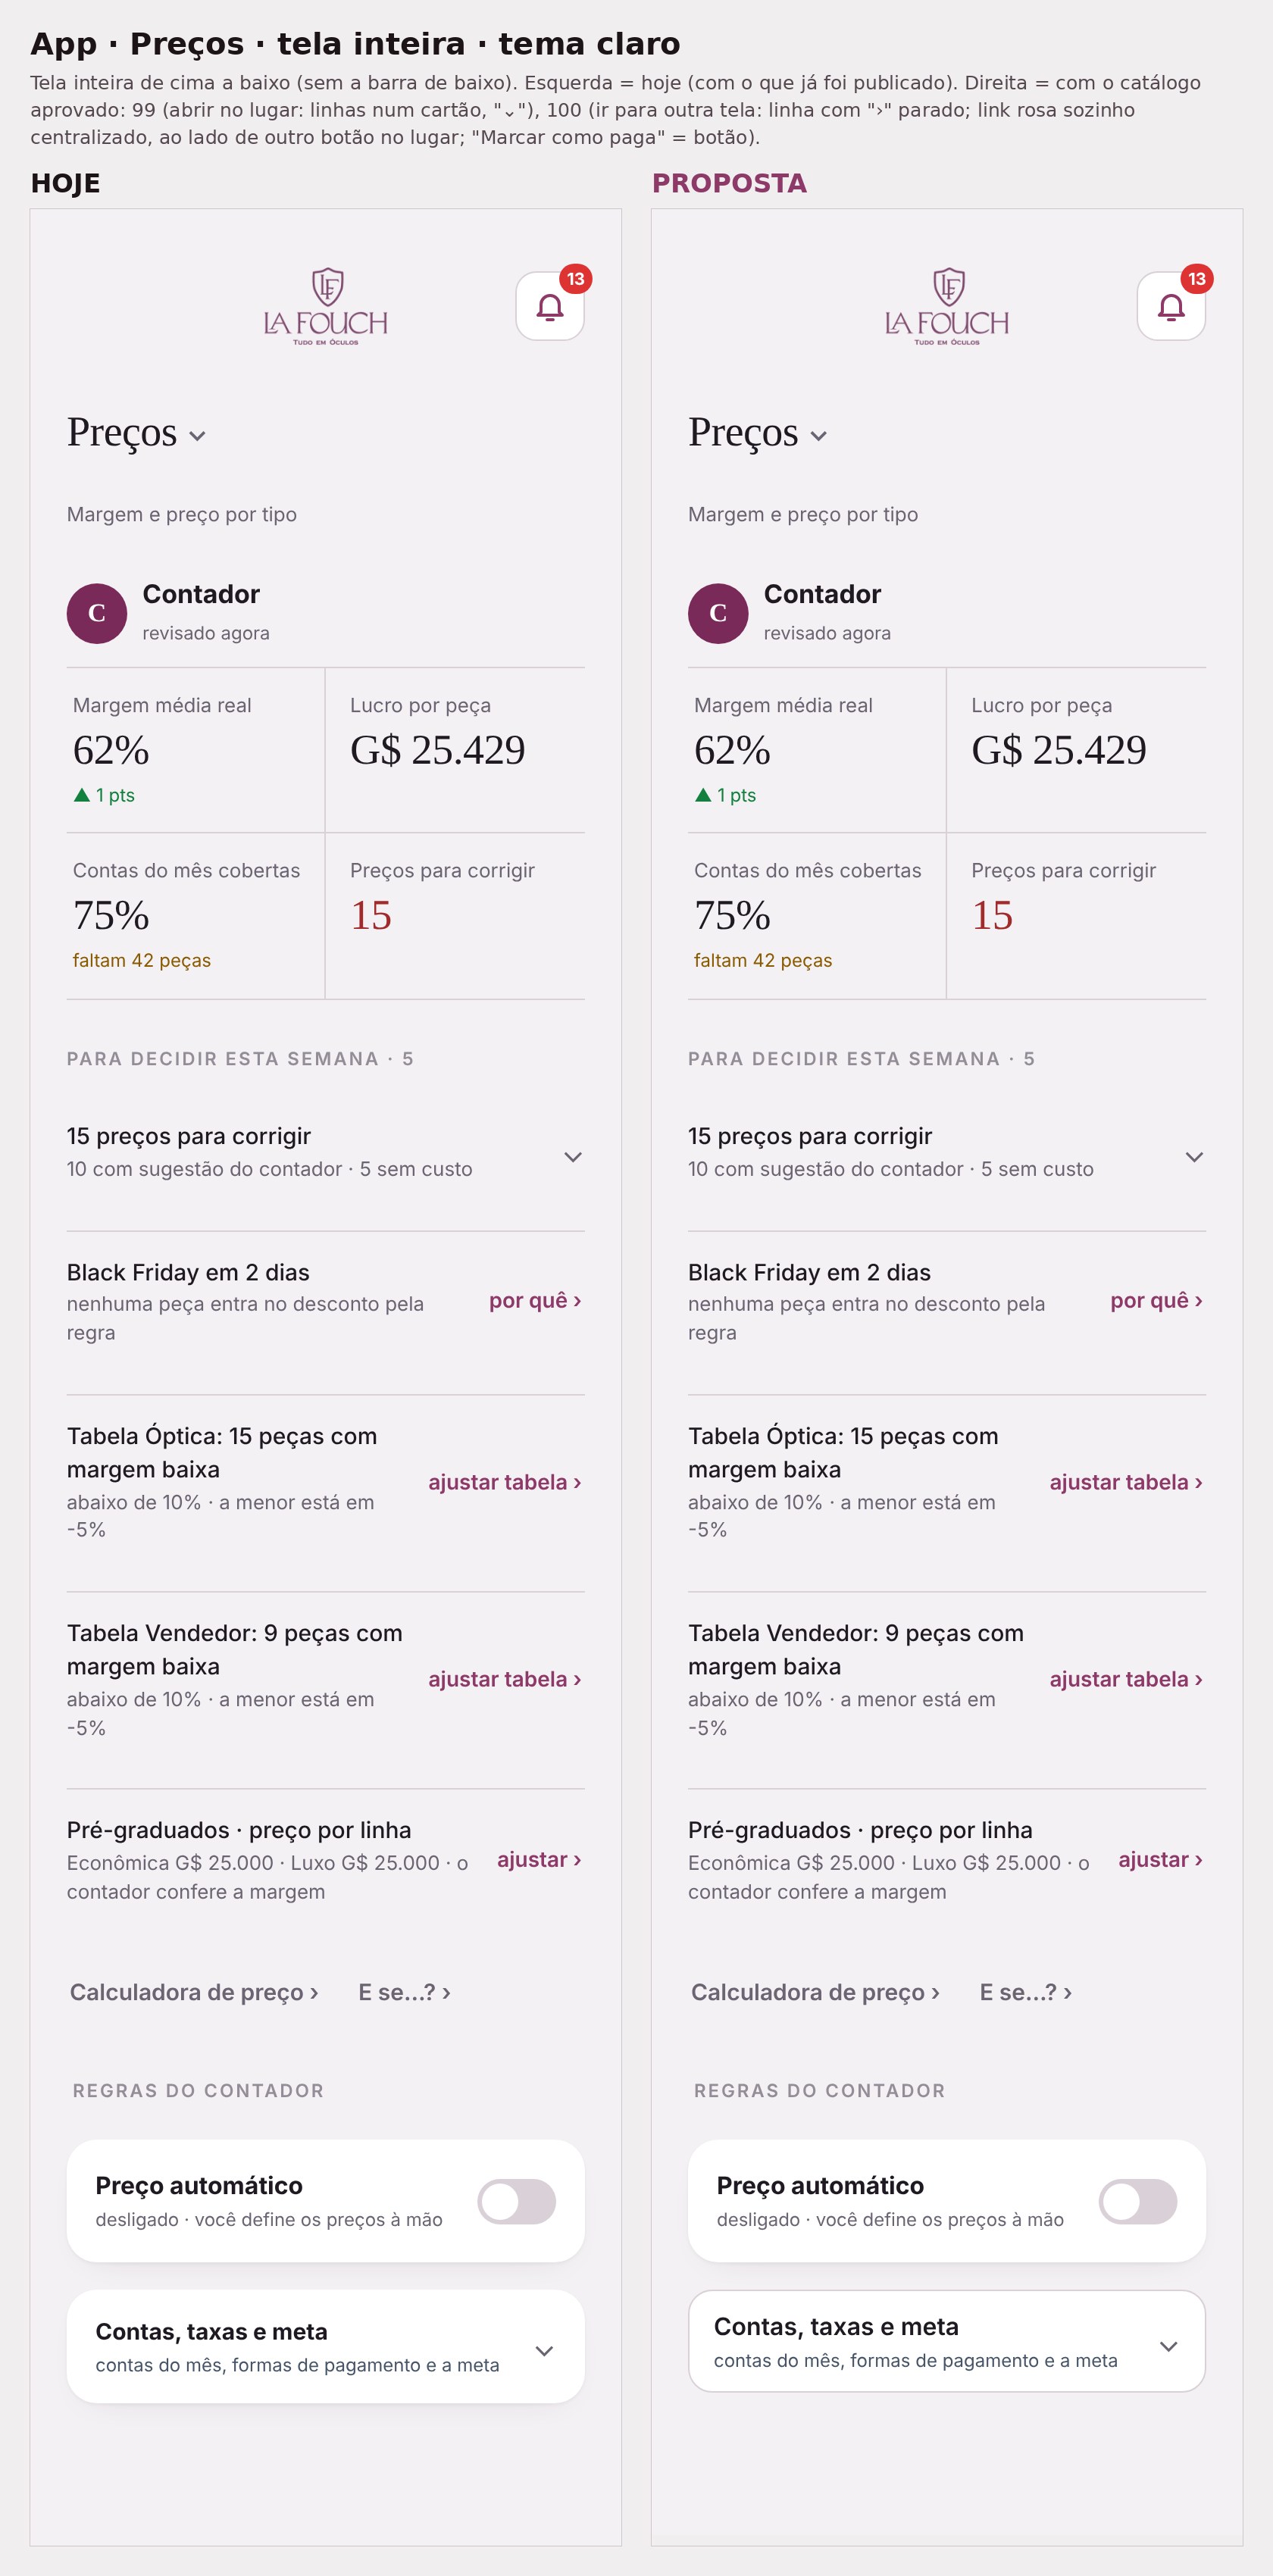 App · Preços · tela inteira · tema claro
Tela inteira de cima a baixo (sem a barra de baixo). Esquerda = hoje (com o que já foi publicado). Direita = com o catálogo
aprovado: 99 (abrir no lugar: linhas num cartão, "⌄"), 100 (ir para outra tela: linha com "›" parado; link rosa sozinho
centralizado, ao lado de outro botão no lugar; "Marcar como paga" = botão).
HOJE
LF
LA FOUCH
TUDO EM ÓCULOS
13
Preços
Margem e preço por tipo
C
Contador
revisado agora
Margem média real
62%
▲ 1 pts
Lucro por peça
G$ 25.429
Contas do mês cobertas
75%
faltam 42 peças
Preços para corrigir
15
PARA DECIDIR ESTA SEMANA · 5
15 preços para corrigir
10 com sugestão do contador · 5 sem custo
Black Friday em 2 dias
nenhuma peça entra no desconto pela
regra
por quê ›
Tabela Óptica: 15 peças com
margem baixa
abaixo de 10% · a menor está em
-5%
ajustar tabela ›
Tabela Vendedor: 9 peças com
margem baixa
abaixo de 10% · a menor está em
-5%
ajustar tabela ›
Pré-graduados · preço por linha
Econômica G$ 25.000 · Luxo G$ 25.000 · o
contador confere a margem
ajustar ›
Calculadora de preço › E se...? ›
REGRAS DO CONTADOR
Preço automático
desligado · você define os preços à mão
Contas, taxas e meta
contas do mês, formas de pagamento e a meta
PROPOSTA
LF
LA FOUCH
TUDO EM ÓCULOS
13
Preços
Margem e preço por tipo
C
Contador
revisado agora
Margem média real
62%
▲ 1 pts
Lucro por peça
G$ 25.429
Contas do mês cobertas
75%
faltam 42 peças
Preços para corrigir
15
PARA DECIDIR ESTA SEMANA · 5
15 preços para corrigir
10 com sugestão do contador · 5 sem custo
Black Friday em 2 dias
nenhuma peça entra no desconto pela
regra
por quê ›
Tabela Óptica: 15 peças com
margem baixa
abaixo de 10% · a menor está em
-5%
ajustar tabela ›
Tabela Vendedor: 9 peças com
margem baixa
abaixo de 10% · a menor está em
-5%
ajustar tabela ›
Pré-graduados · preço por linha
Econômica G$ 25.000 · Luxo G$ 25.000 · o
contador confere a margem
ajustar ›
Calculadora de preço › E se...? ›
REGRAS DO CONTADOR
Preço automático
desligado · você define os preços à mão
Contas, taxas e meta
contas do mês, formas de pagamento e a meta